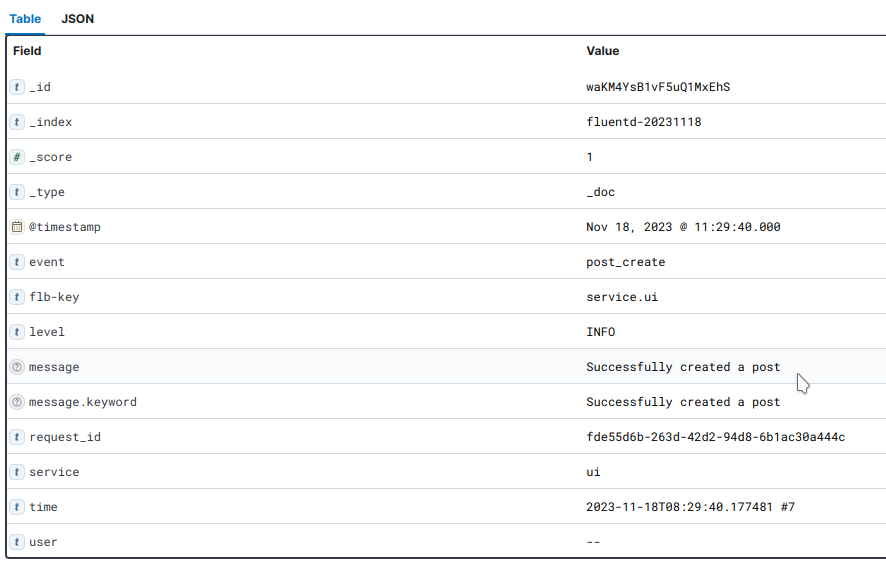 Table JSON
Field Value
t _id waKM4YsB1vF5uQ1MxEhS
t _index fluentd-20231118
# _score 1
t _type _doc
@timestamp Nov 18, 2023 @ 11:29:40.000
t event post_create
t flb-key service.ui
t level INFO
? message Successfully created a post
? message.keyword Successfully created a post
t request_id fde55d6b-263d-42d2-94d8-6b1ac30a444c
t service ui
t time 2023-11-18T08:29:40.177481 #7
t user --